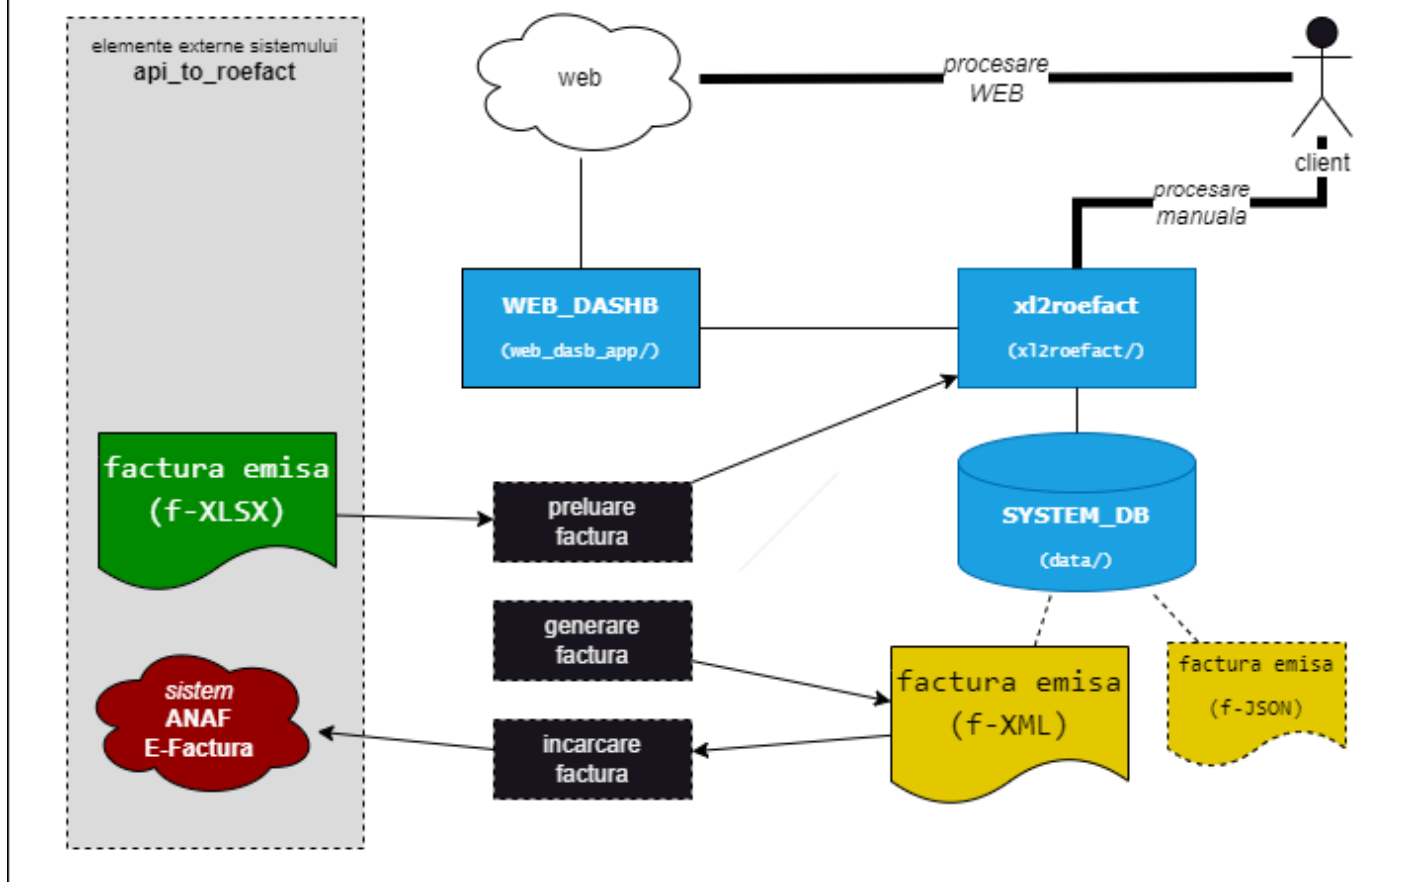 elemente externe sistemului
api_to_roefact
web
procesare
WEB
client
procesare
manuala
WEB_DASHB
(web_dasb_app/)
xl2roefact
(xl2roefact/)
factura emisa
(f-XLSX)
preluare
factura
SYSTEM_DB
(data/)
generare
factura
factura emisa
(f-XML)
factura emisa
(f-JSON)
sistem
ANAF
E-Factura
incarcare
factura